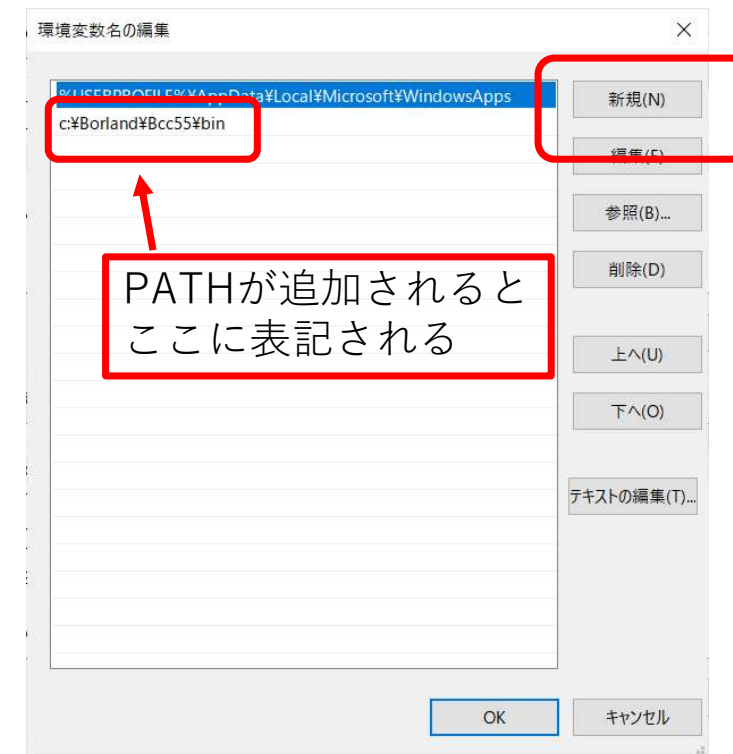 環境変数名の編集
%USERPROFILE%¥AppData¥Local¥Microsoft¥WindowsApps
新規(N)
c:¥Borland¥Bcc55¥bin
編集(E)
参照(B)...
削除(D)
PATHが追加されると
ここに表記される
上へ(U)
下へ(O)
テキストの編集(T)...
OK
キャンセル